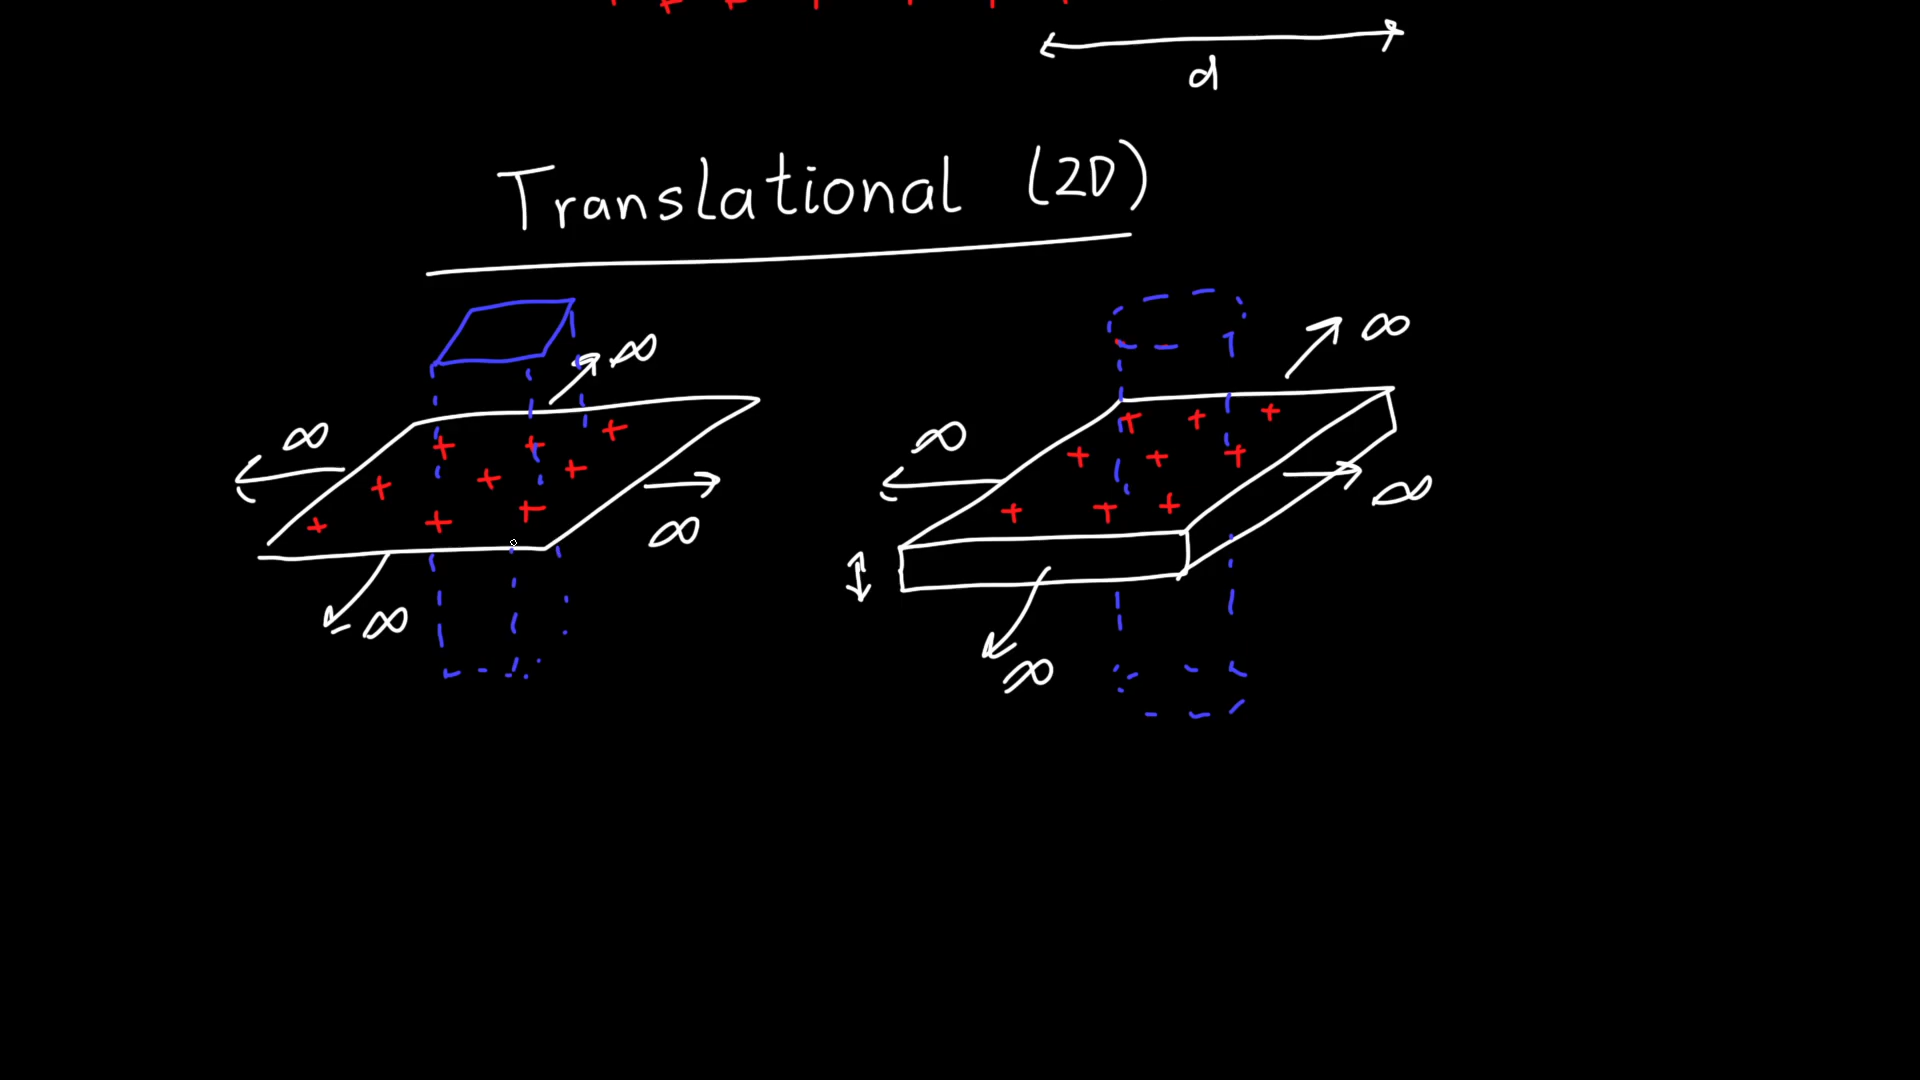 d
Translational (2D)
∞ ∞
∞ ∞
∞ ∞
∞ ∞
+ + + + + + + + + +
+ + + + + + + + +